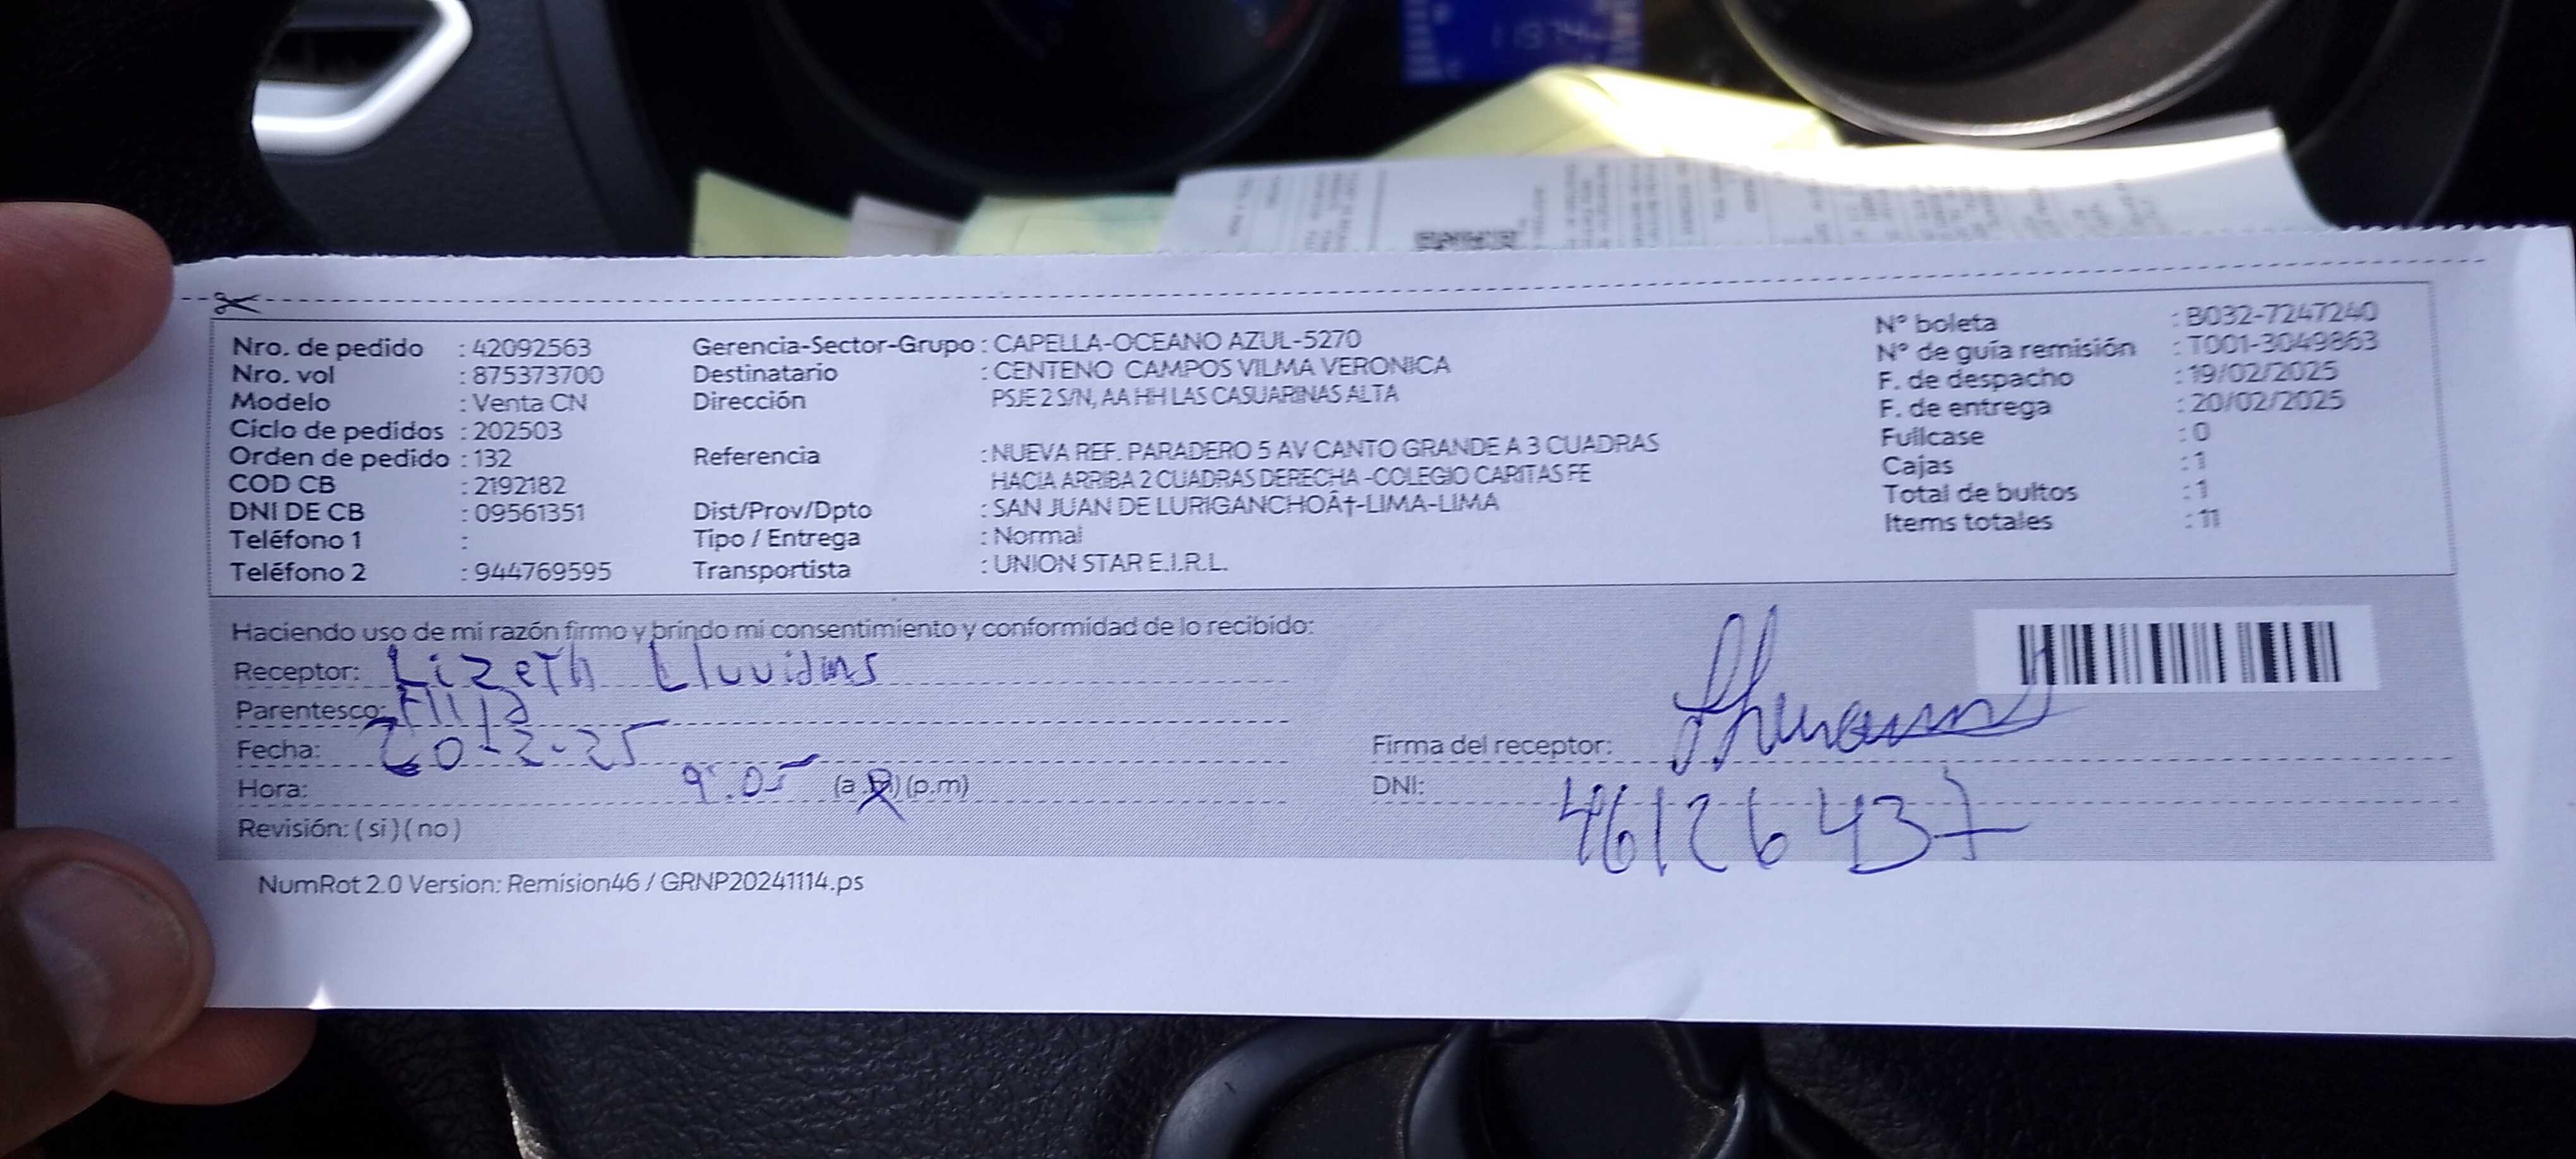 Nro. de pedido : 42092563
Nro. vol : 875373700
Modelo : Venta CN
Ciclo de pedidos : 202503
Orden de pedido : 132
COD CB : 2192182
DNI DE CB : 09561351
Teléfono 1 :
Teléfono 2 : 944769595
Gerencia-Sector-Grupo : CAPELLA-OCEANO AZUL-5270
Destinatario : CENTENO CAMPOS VILMA VERONICA
Dirección PSJE 2 S/N, AA HH LAS CASUARINAS ALTA
Referencia : NUEVA REF. PARADERO 5 AV CANTO GRANDE A 3 CUADRAS
HACIA ARRIBA 2 CUADRAS DERECHA -COLEGIO CARITAS FE
Dist/Prov/Dpto : SAN JUAN DE LURIGANCHOÂ†-LIMA-LIMA
Tipo / Entrega : Normal
Transportista : UNION STAR E.I.R.L.
N° boleta : B032-7247240
N° de guía remisión : T001-3049863
F. de despacho : 19/02/2025
F. de entrega : 20/02/2025
Fullcase : 0
Cajas : 1
Total de bultos : 1
Items totales : 11
Haciendo uso de mi razón firmo y brindo mi consentimiento y conformidad de lo recibido:
Receptor: Lizeth
Parentesco: Hija
Fecha: 20-2-25
Hora: 9:05 (a.m)(p.m)
Revisión: (si)(no)
Firma del receptor:
DNI: 46126437
NumRot 2.0 Version: Remision46 / GRNP20241114.ps